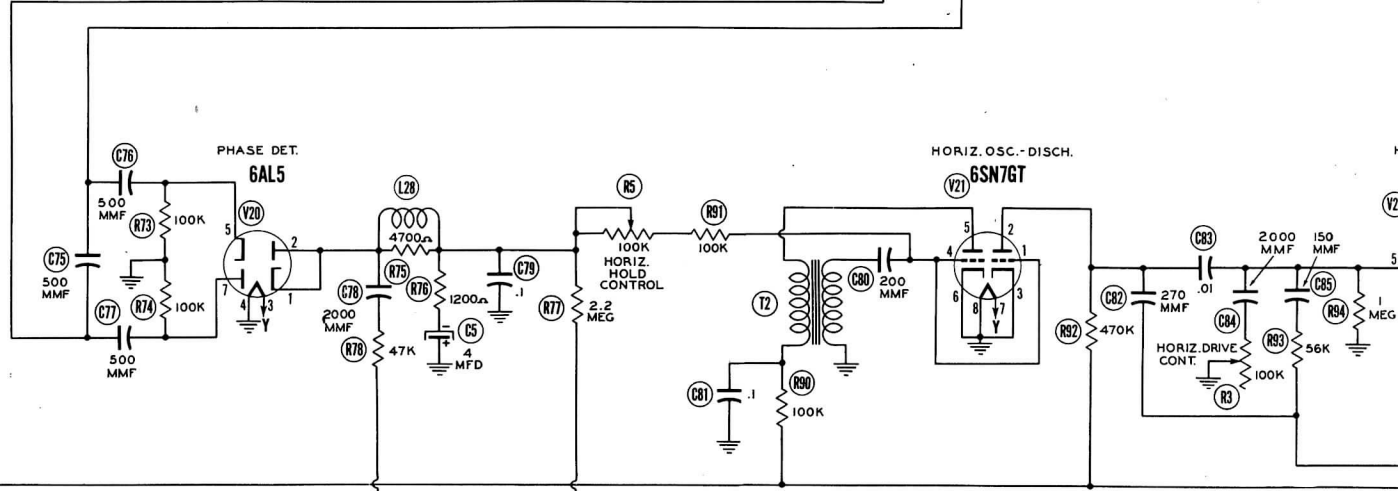 PHASE DET.
6AL5
C76
500
MMF
R73
100K
V20
5
2
7
1
4
3
Y
C75
500
MMF
R74
100K
C77
500
MMF
L28
4700Ω
R75
C78
2000
MMF
R76
1200Ω
C79
.1
C5
4
MFD
R78
47K
R77
2.2
MEG
R5
100K
HORIZ.
HOLD
CONTROL
R91
100K
T2
C80
200
MMF
C81
.1
R90
100K
HORIZ. OSC.-DISCH.
6SN7GT
V21
5
2
4
1
6
3
8
7
Y
R92
470K
C82
270
MMF
C83
.01
2000
MMF
C84
150
MMF
C85
HORIZ. DRIVE
CONT.
100K
R3
R93
56K
R94
1
MEG
H
V2
5